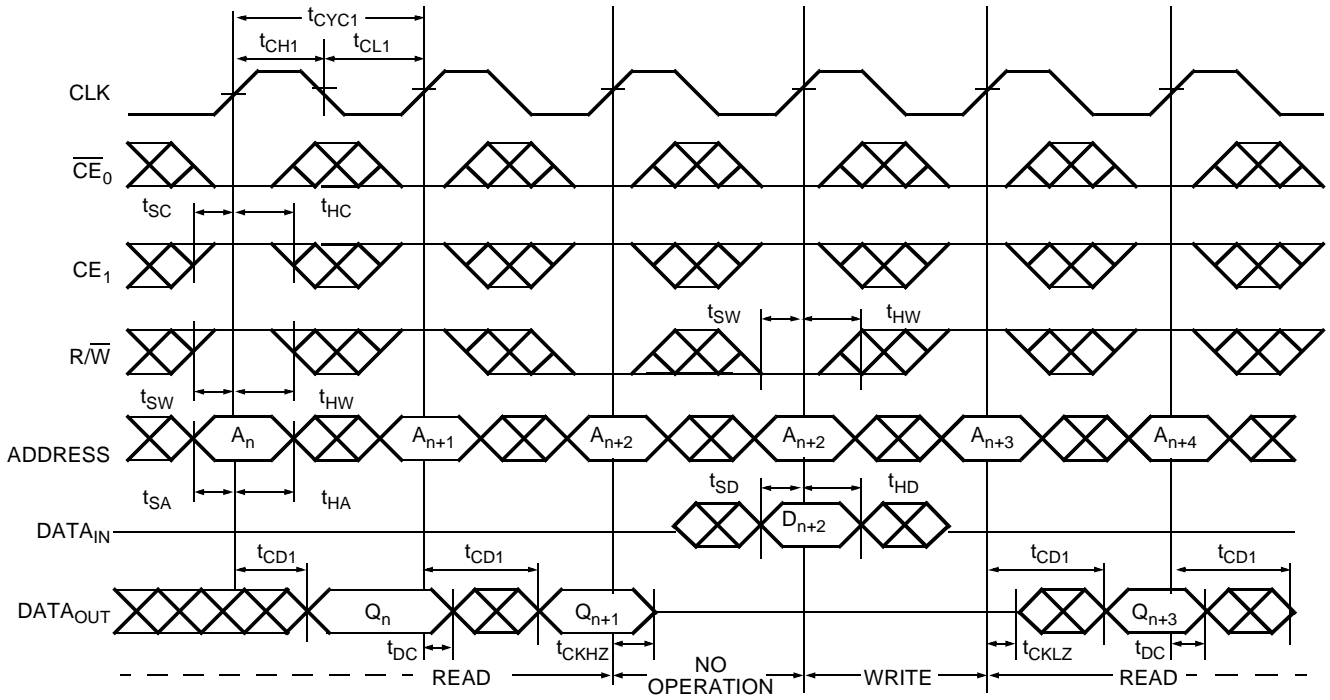 tCYC1
tCH1 tCL1
CLK
CE0
tSC tHC
CE1
tSW tHW
R/W
tSW tHW
An An+1 An+2 An+2 An+3 An+4
ADDRESS
tSA tHA tSD tHD
DATAIN Dn+2
tCD1 tCD1 tCD1 tCD1
DATAOUT Qn Qn+1 Qn+3
tDC tCKHZ tCKLZ tDC
READ NO OPERATION WRITE READ